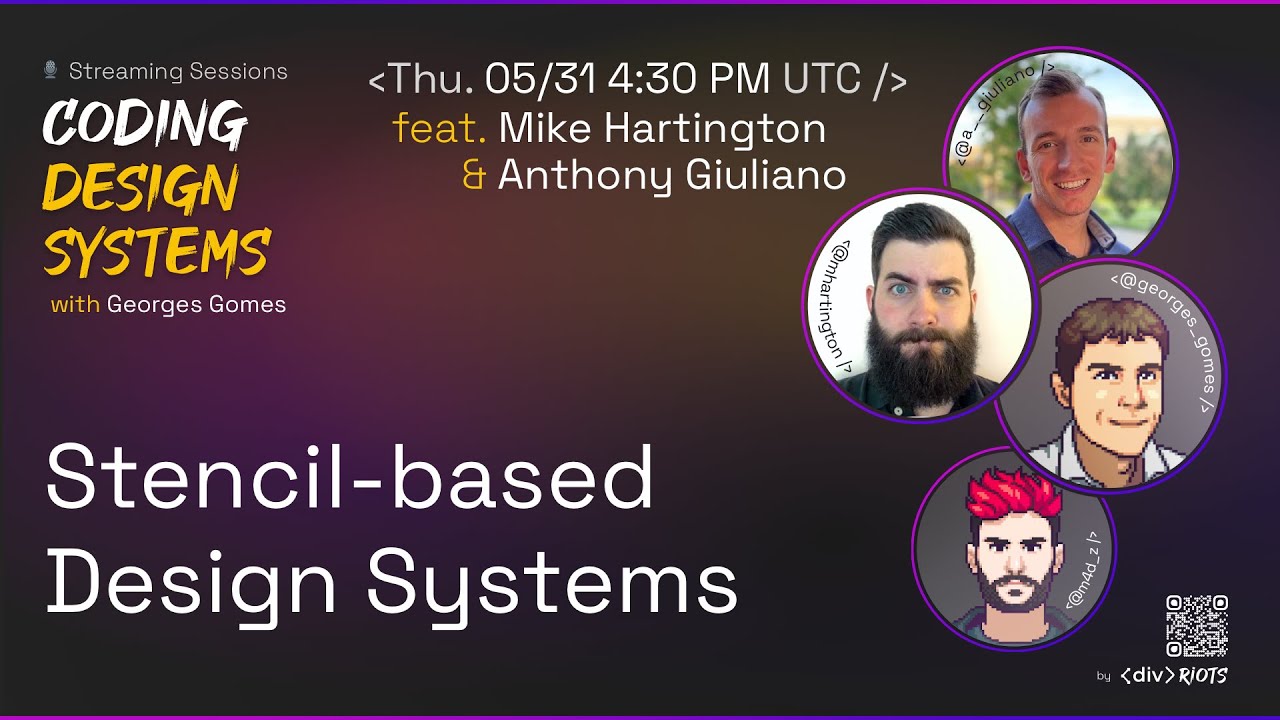 Streaming Sessions
CODING
DESIGN
SYSTEMS
with Georges Gomes
<Thu. 05/31 4:30 PM UTC />
feat. Mike Hartington
& Anthony Giuliano
<@a__giuliano />
<@mhartington />
<@georges_gomes />
<@m4d_z />
Stencil-based
Design Systems
by <div> RIOTS